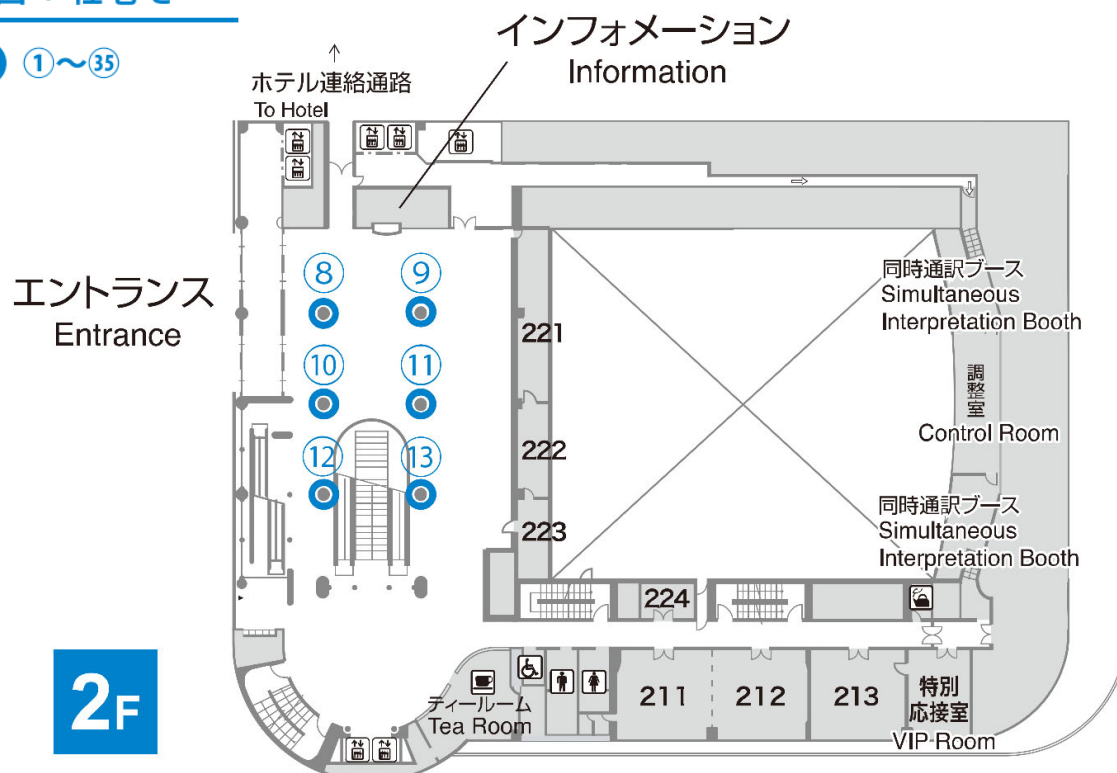 ①～㉟
インフォメーション
Information
ホテル連絡通路
To Hotel
エントランス
Entrance
⑧
⑨
⑩
⑪
⑫
⑬
221
222
223
224
同時通訳ブース
Simultaneous
Interpretation Booth
調整室
Control Room
同時通訳ブース
Simultaneous
Interpretation Booth
211
212
213
特別
応接室
VIP Room
ティールーム
Tea Room
2F